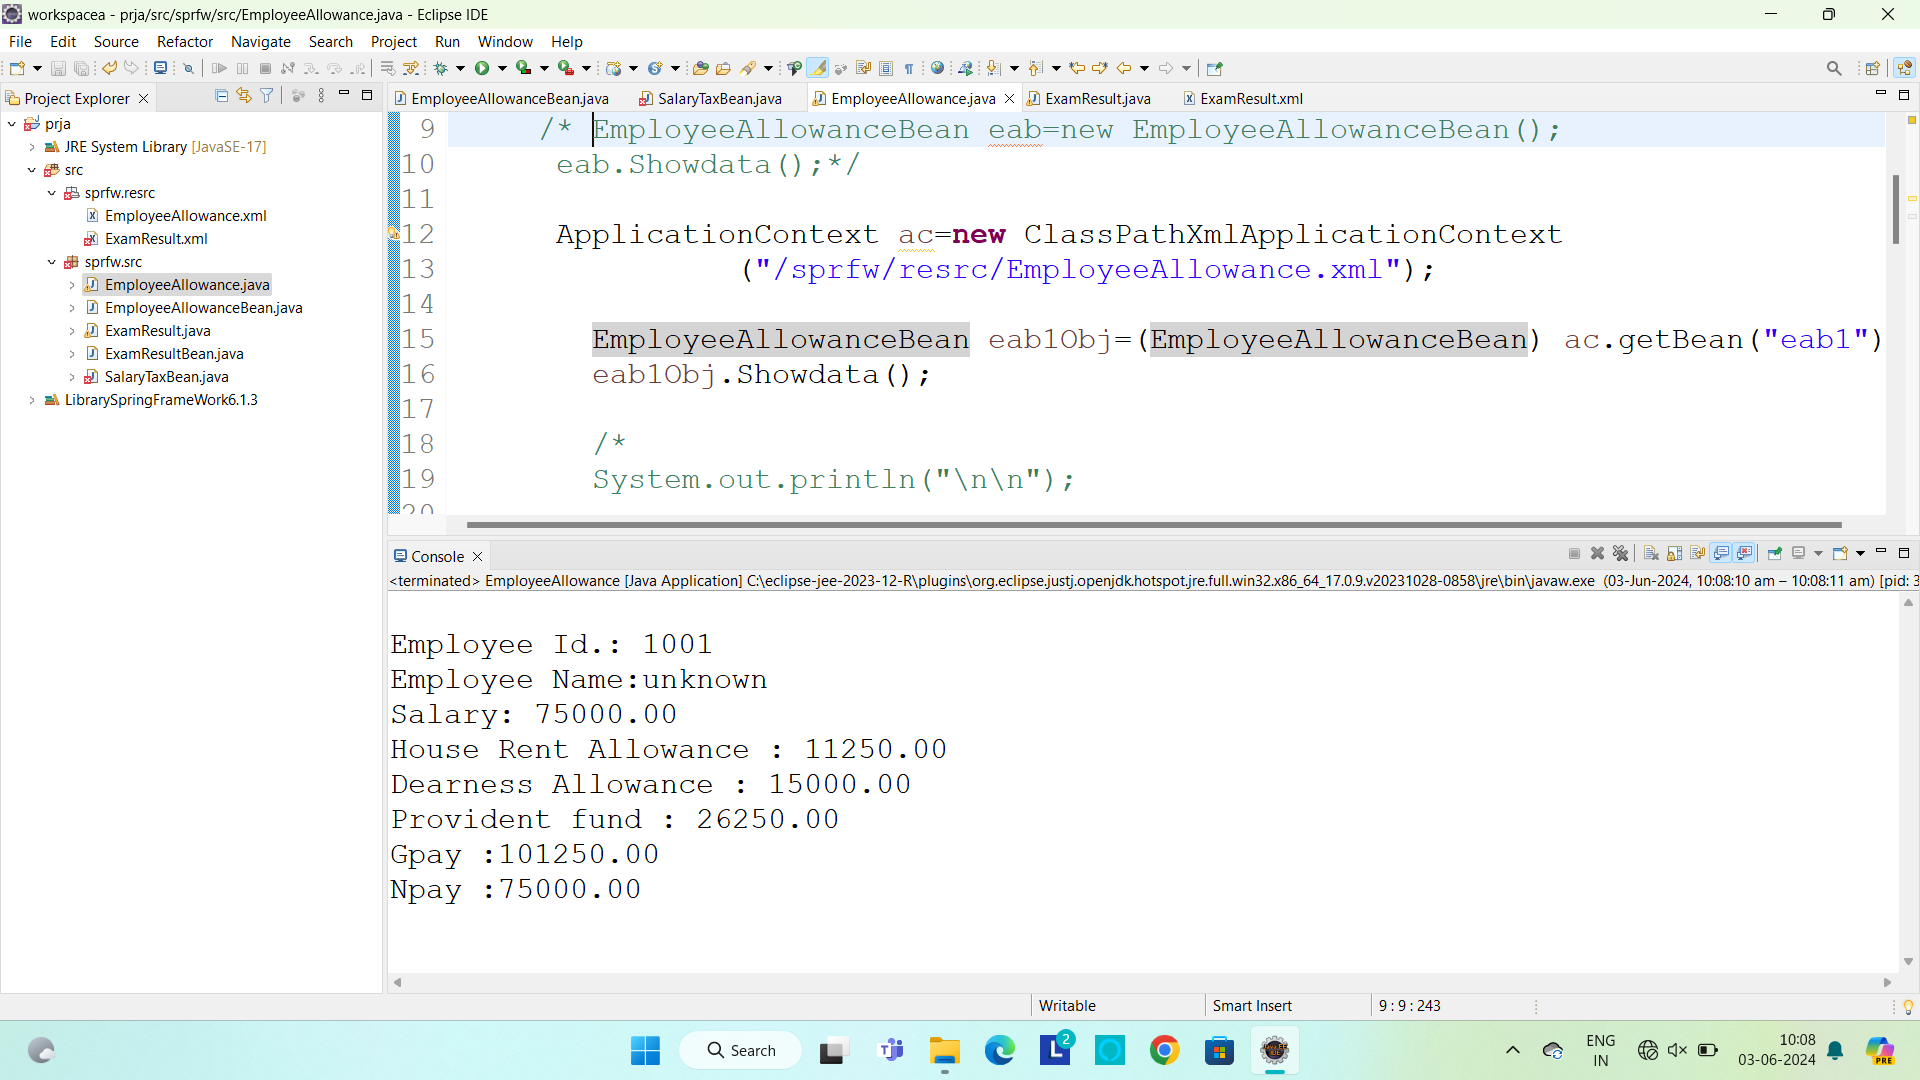 workspacea - prja/src/sprfw/src/EmployeeAllowance.java - Eclipse IDE
File Edit Source Refactor Navigate Search Project Run Window Help
Project Explorer
EmployeeAllowanceBean.java SalaryTaxBean.java EmployeeAllowance.java ExamResult.java ExamResult.xml
prja
JRE System Library [JavaSE-17]
src
sprfw.resrc
EmployeeAllowance.xml
ExamResult.xml
sprfw.src
EmployeeAllowance.java
EmployeeAllowanceBean.java
ExamResult.java
ExamResultBean.java
SalaryTaxBean.java
LibrarySpringFrameWork6.1.3
9 /* EmployeeAllowanceBean eab=new EmployeeAllowanceBean();
10 eab.Showdata();*/
11
12 ApplicationContext ac=new ClassPathXmlApplicationContext
13 ("/sprfw/resrc/EmployeeAllowance.xml");
14
15 EmployeeAllowanceBean eab1Obj=(EmployeeAllowanceBean) ac.getBean("eab1")
16 eab1Obj.Showdata();
17
18 /*
19 System.out.println("\n\n");
20
Console
<terminated> EmployeeAllowance [Java Application] C:\eclipse-jee-2023-12-R\plugins\org.eclipse.justj.openjdk.hotspot.jre.full.win32.x86_64_17.0.9.v20231028-0858\jre\bin\javaw.exe (03-Jun-2024, 10:08:10 am – 10:08:11 am) [pid: 3
Employee Id.: 1001
Employee Name:unknown
Salary: 75000.00
House Rent Allowance : 11250.00
Dearness Allowance : 15000.00
Provident fund : 26250.00
Gpay :101250.00
Npay :75000.00
Writable Smart Insert 9 : 9 : 243
Search
2
ENG
IN
10:08
03-06-2024
PRE